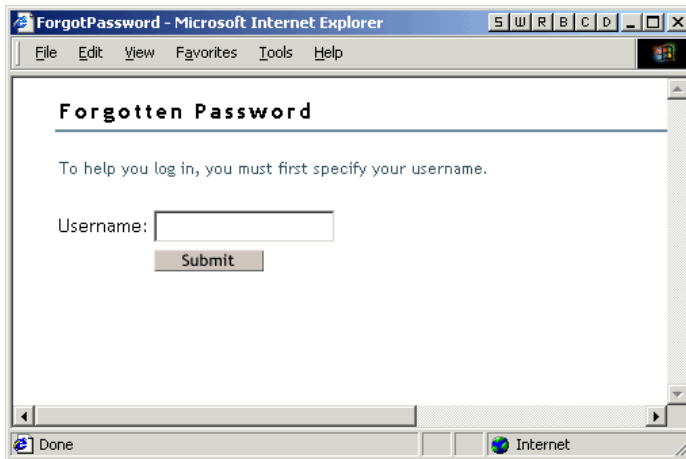 ForgotPassword - Microsoft Internet Explorer
S W R B C D
File Edit View Favorites Tools Help
Forgotten Password
To help you log in, you must first specify your username.
Username:
Submit
Done
Internet